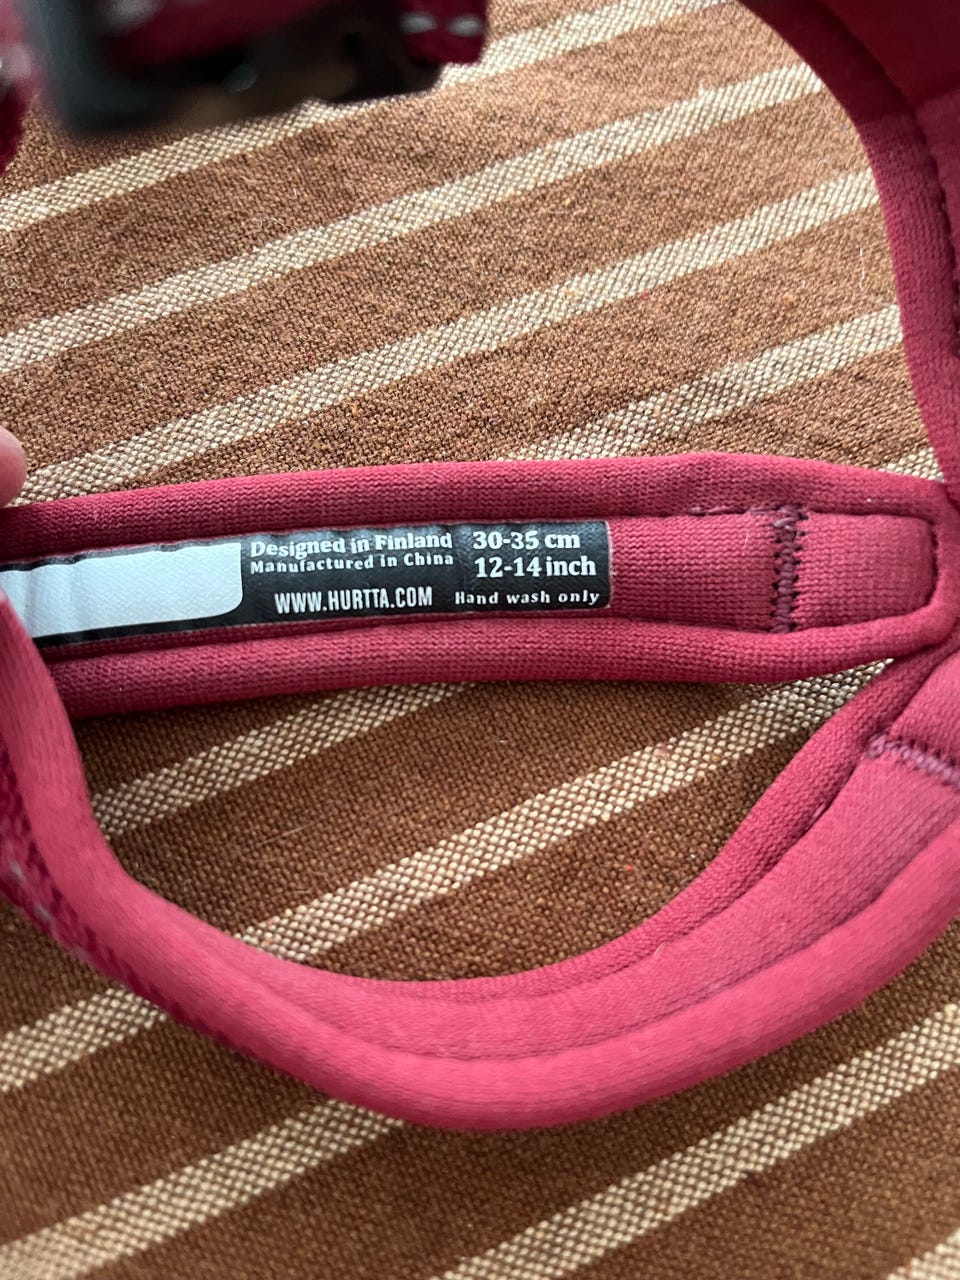 Designed in Finland
Manufactured in China
WWW.HURTTA.COM
30-35 cm
12-14 inch
Hand wash only